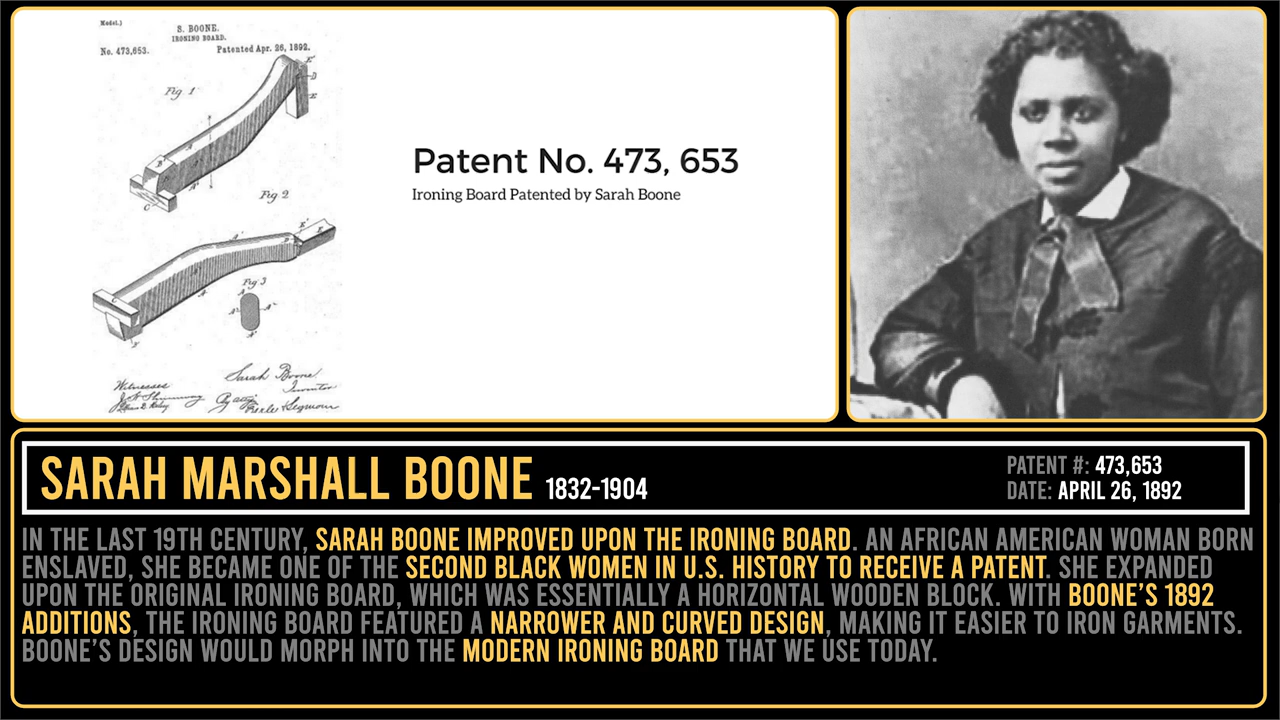 Model.)
S. BOONE.
IRONING BOARD.
No. 473,653.
Patented Apr. 26, 1892.
Fig 1
Fig 2
Fig 3
Witnesses
Sarah Boone
Inventor
By atty
Seymour
Patent No. 473, 653
Ironing Board Patented by Sarah Boone
SARAH MARSHALL BOONE 1832-1904
PATENT #: 473,653
DATE: APRIL 26, 1892
IN THE LAST 19TH CENTURY, SARAH BOONE IMPROVED UPON THE IRONING BOARD. AN AFRICAN AMERICAN WOMAN BORN
ENSLAVED, SHE BECAME ONE OF THE SECOND BLACK WOMEN IN U.S. HISTORY TO RECEIVE A PATENT. SHE EXPANDED
UPON THE ORIGINAL IRONING BOARD, WHICH WAS ESSENTIALLY A HORIZONTAL WOODEN BLOCK. WITH BOONE'S 1892
ADDITIONS, THE IRONING BOARD FEATURED A NARROWER AND CURVED DESIGN, MAKING IT EASIER TO IRON GARMENTS.
BOONE'S DESIGN WOULD MORPH INTO THE MODERN IRONING BOARD THAT WE USE TODAY.